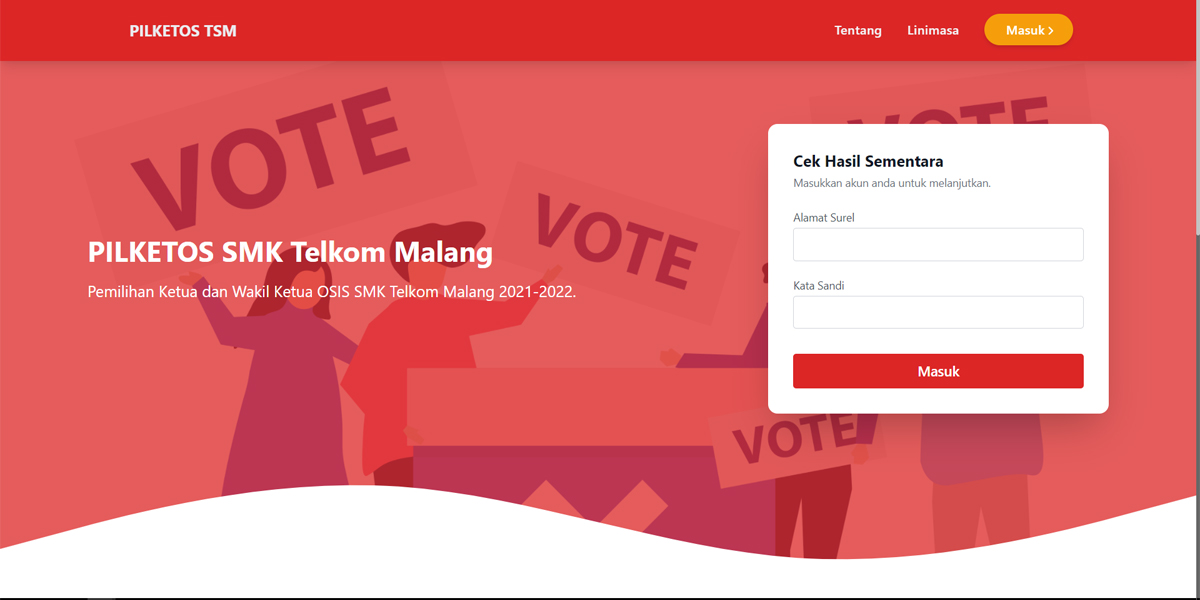 PILKETOS TSM
Tentang
Linimasa
Masuk
VOTE
VOTE
VOTE
PILKETOS SMK Telkom Malang
Pemilihan Ketua dan Wakil Ketua OSIS SMK Telkom Malang 2021-2022.
Cek Hasil Sementara
Masukkan akun anda untuk melanjutkan.
Alamat Surel
Kata Sandi
Masuk
VOTE